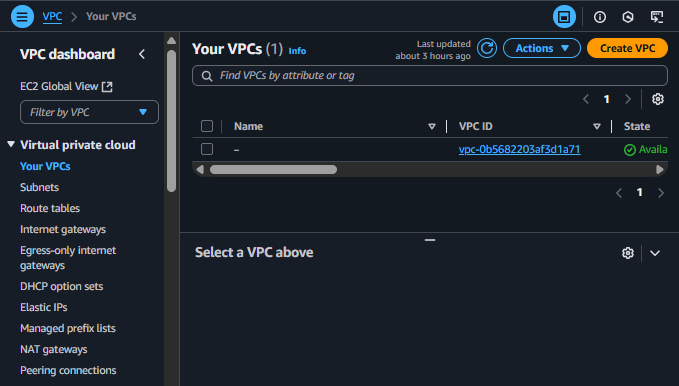 VPC > Your VPCs
VPC dashboard
EC2 Global View
Filter by VPC
Virtual private cloud
Your VPCs
Subnets
Route tables
Internet gateways
Egress-only internet
gateways
DHCP option sets
Elastic IPs
Managed prefix lists
NAT gateways
Peering connections
Your VPCs (1) Info
Last updated
about 3 hours ago
Actions
Create VPC
Find VPCs by attribute or tag
1
Name VPC ID State
– vpc-0b5682203af3d1a71 Availa
1
Select a VPC above